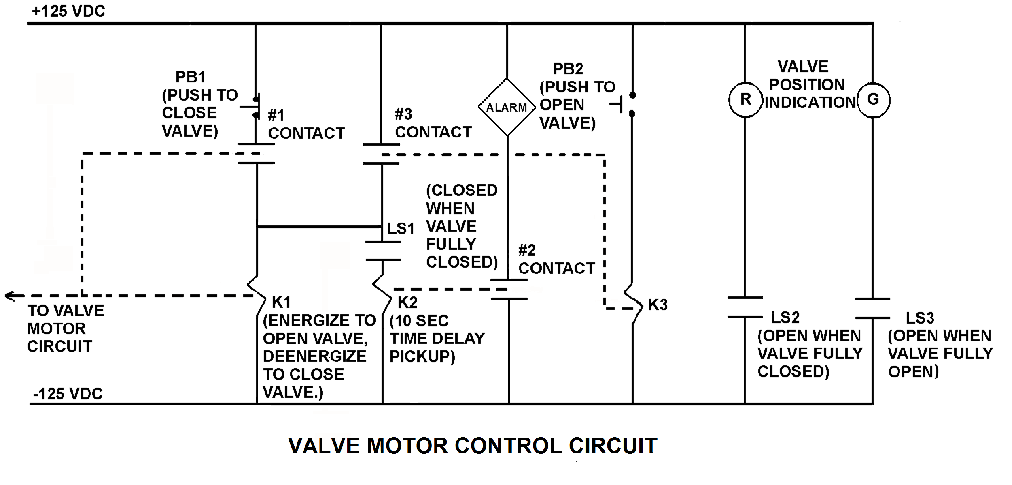 +125 VDC
PB1
(PUSH TO
CLOSE
VALVE)
#1
CONTACT
#3
CONTACT
ALARM
PB2
(PUSH TO
OPEN
VALVE)
R
VALVE
POSITION
INDICATION
G
(CLOSED
WHEN
VALVE
FULLY
CLOSED)
LS1
#2
CONTACT
TO VALVE
MOTOR
CIRCUIT
K1
(ENERGIZE TO
OPEN VALVE,
DEENERGIZE
TO CLOSE
VALVE.)
K2
(10 SEC
TIME DELAY
PICKUP)
K3
LS2
(OPEN WHEN
VALVE FULLY
CLOSED)
LS3
(OPEN WHEN
VALVE FULLY
OPEN)
-125 VDC
VALVE MOTOR CONTROL CIRCUIT